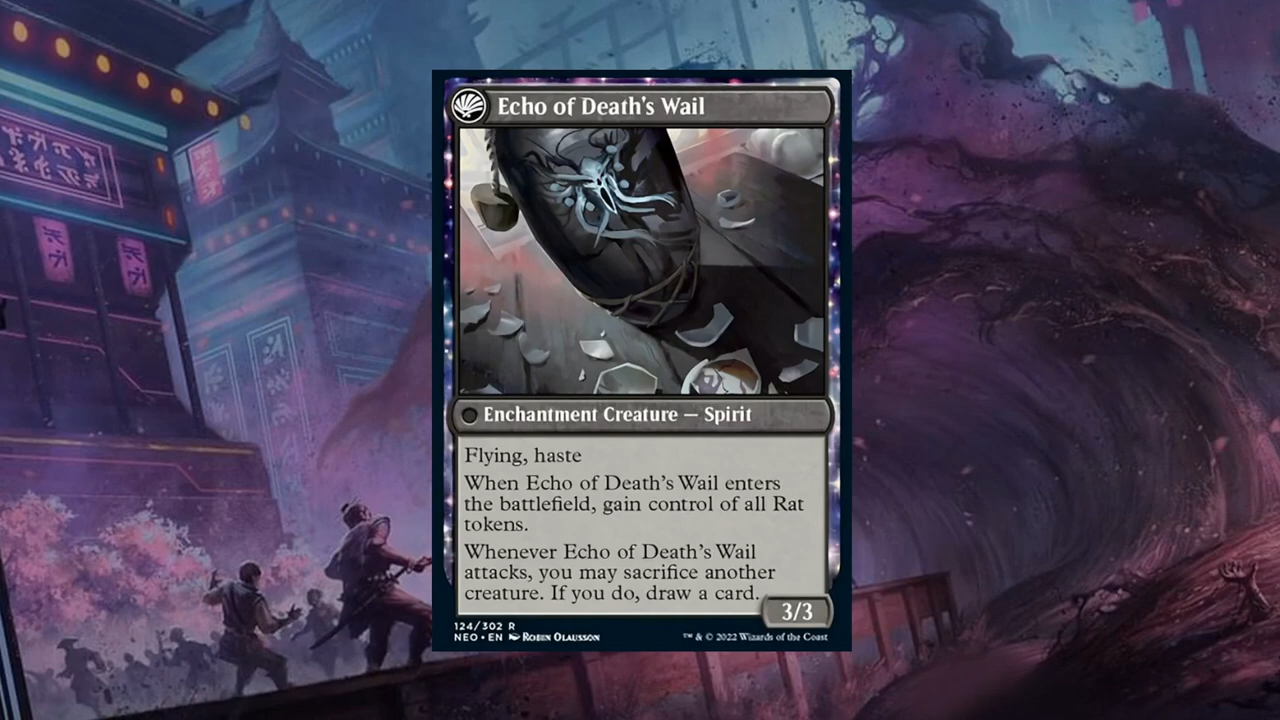 Echo of Death's Wail
Enchantment Creature — Spirit
Flying, haste
When Echo of Death's Wail enters
the battlefield, gain control of all Rat
tokens.
Whenever Echo of Death's Wail
attacks, you may sacrifice another
creature. If you do, draw a card.
3/3
124/302 R
NEO • EN Robin Olausson
™ & © 2022 Wizards of the Coast